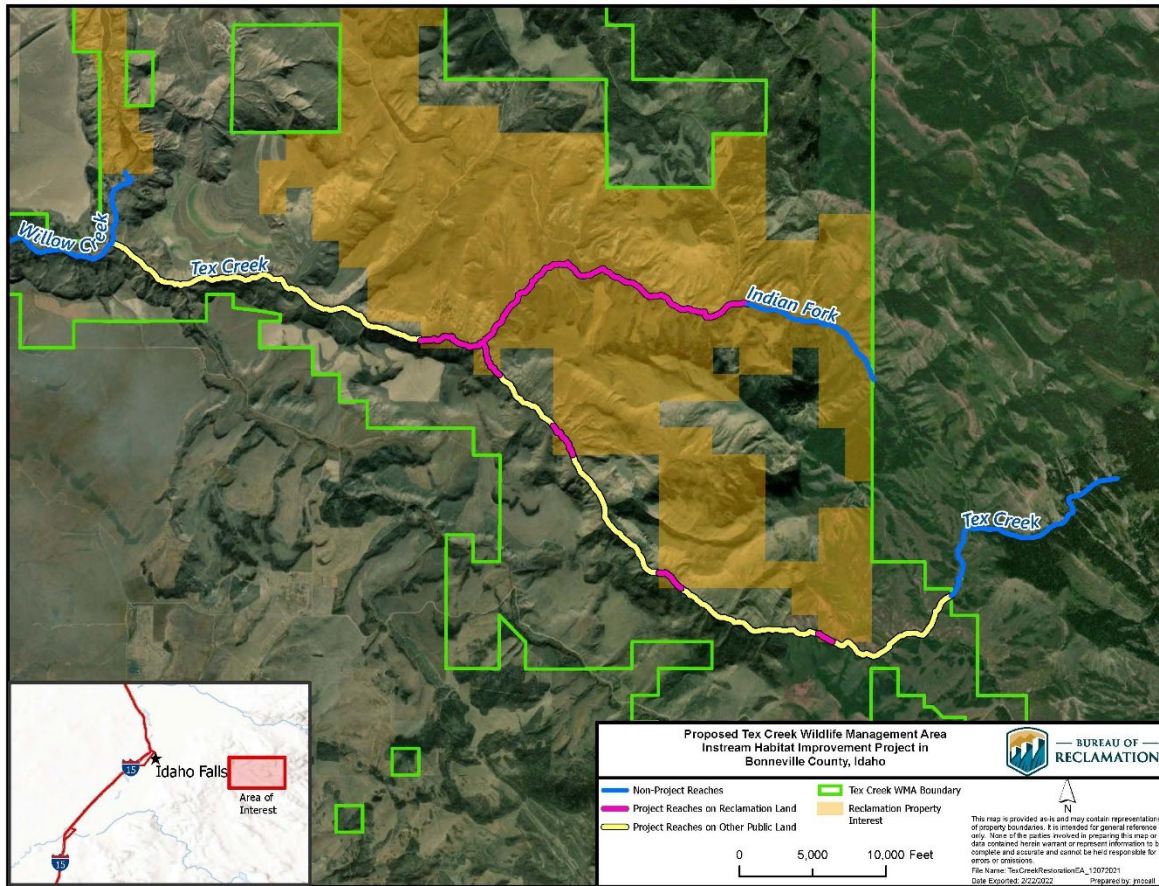 Willow Creek
Tex Creek
Indian Fork
Tex Creek
15
Idaho Falls
Area of
Interest
15
Proposed Tex Creek Wildlife Management Area
Instream Habitat Improvement Project in
Bonneville County, Idaho
BUREAU OF
RECLAMATION
Non-Project Reaches
Project Reaches on Reclamation Land
Project Reaches on Other Public Land
Tex Creek WMA Boundary
Reclamation Property
Interest
0 5,000 10,000 Feet
N
This map is provided as-is and may contain representations
of property boundaries. It is intended for general reference
only. None of the parties involved in preparing this map or
data contained herein warrant or represent information to be
complete and accurate and cannot be held responsible for
errors or omissions.
File Name: TexCreekRestorationEA_12072021
Date Exported: 2/22/2022 Prepared by: jmccall